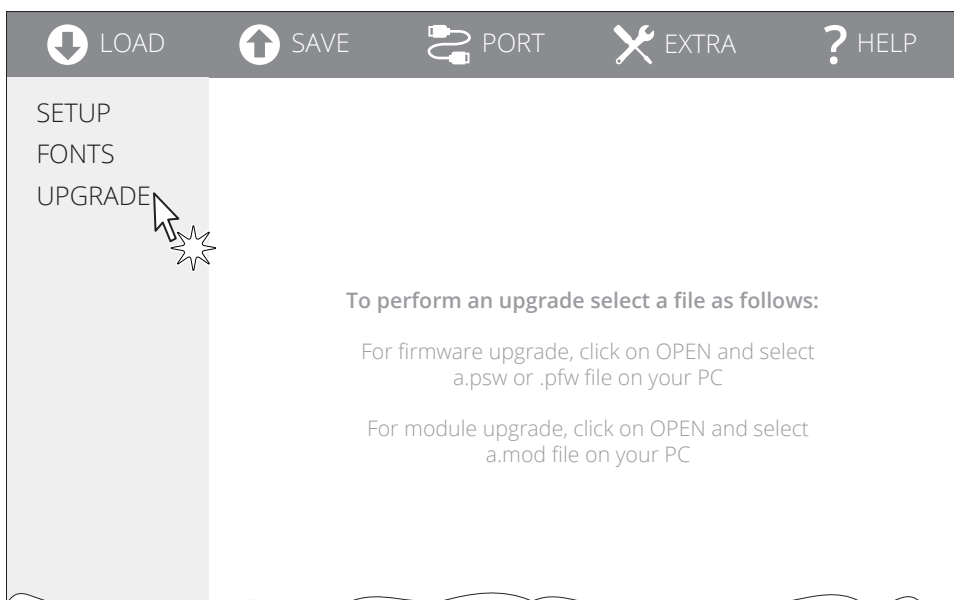 LOAD SAVE PORT EXTRA ? HELP
SETUP
FONTS
UPGRADE
To perform an upgrade select a file as follows:
For firmware upgrade, click on OPEN and select
a.psw or .pfw file on your PC
For module upgrade, click on OPEN and select
a.mod file on your PC